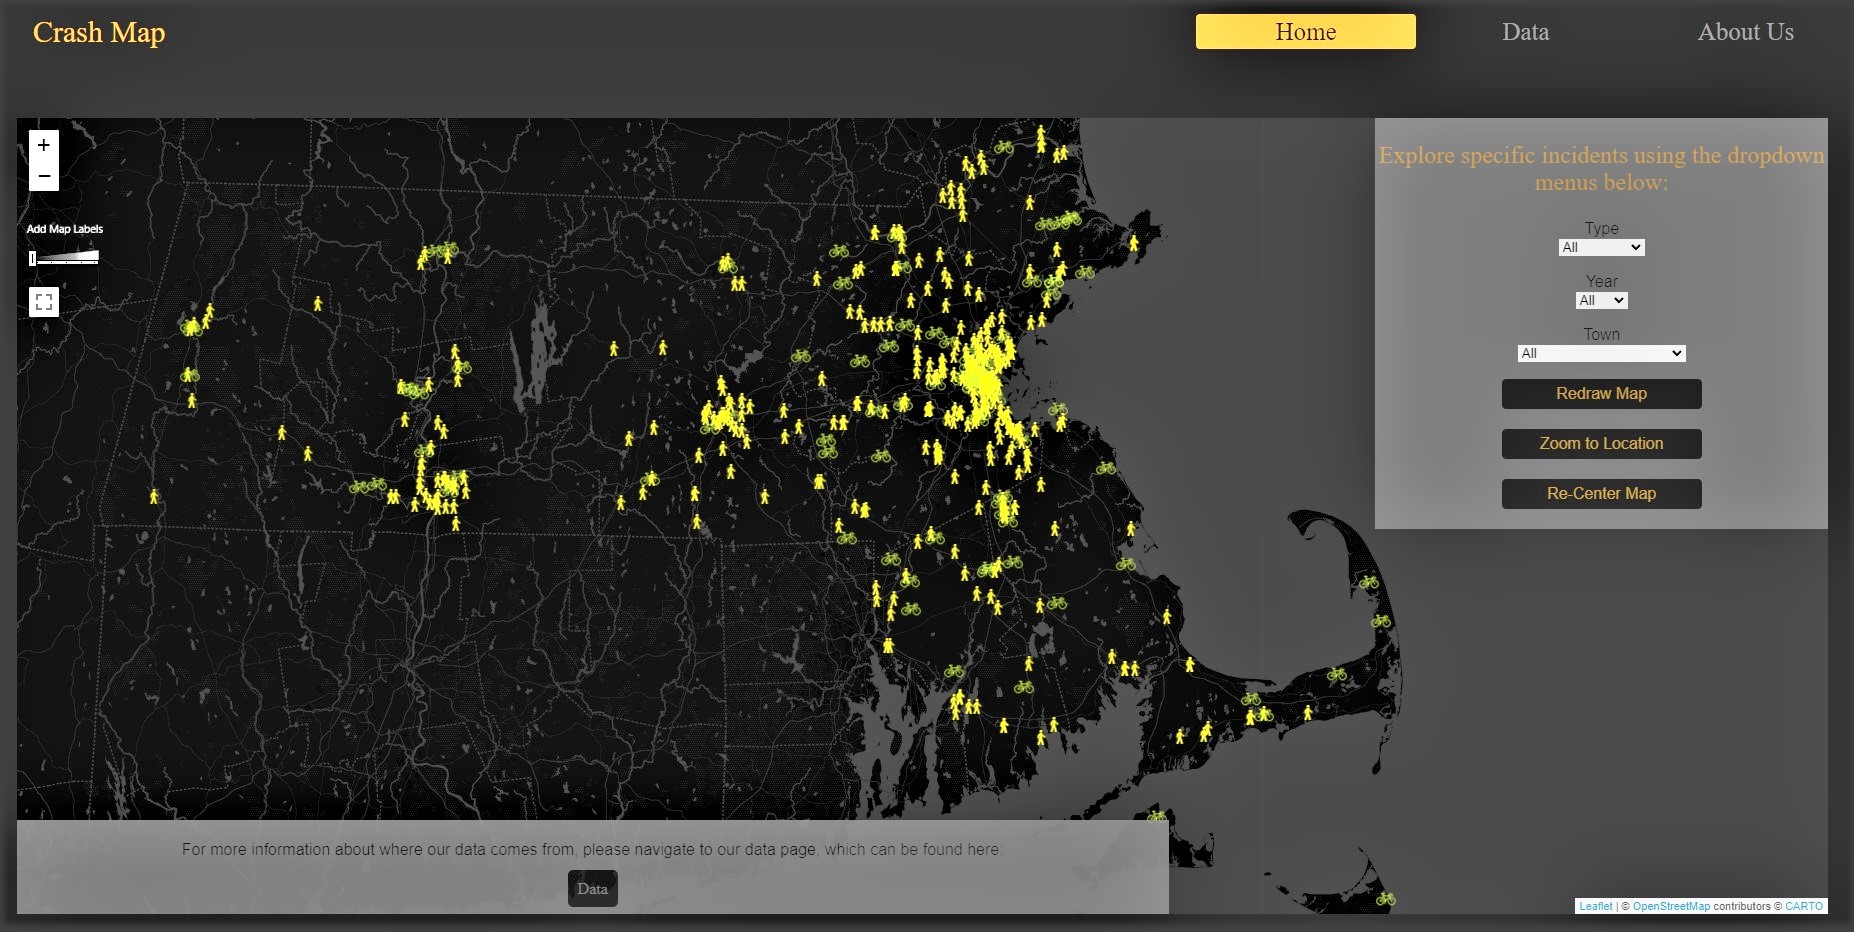 Crash Map
Home
Data
About Us
+
−
Add Map Labels
Explore specific incidents using the dropdown
menus below:
Type
All
Year
All
Town
All
Redraw Map
Zoom to Location
Re-Center Map
For more information about where our data comes from, please navigate to our data page, which can be found here:
Data
Leaflet | © OpenStreetMap contributors © CARTO